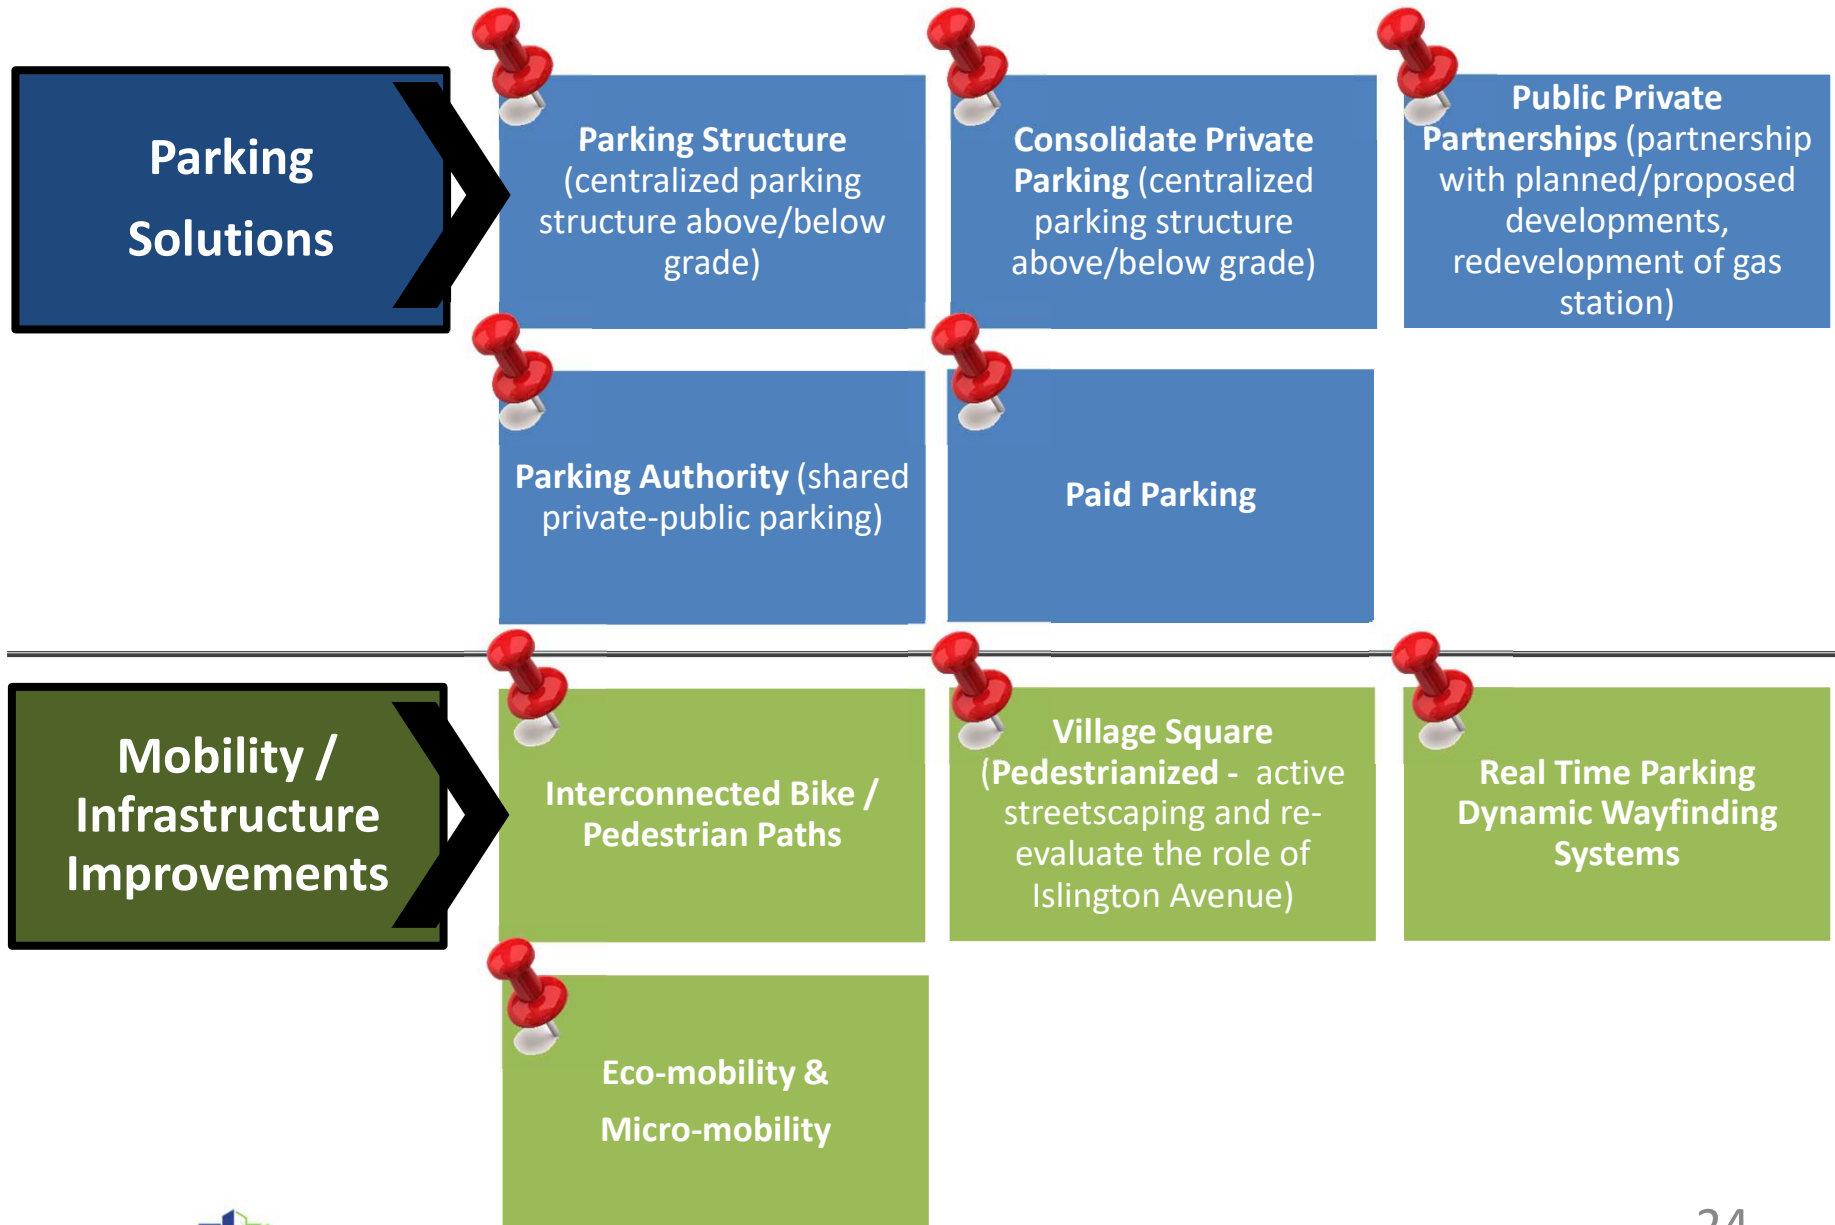 Parking
Solutions
Parking Structure
(centralized parking
structure above/below
grade)
Consolidate Private
Parking (centralized
parking structure
above/below grade)
Public Private
Partnerships (partnership
with planned/proposed
developments,
redevelopment of gas
station)
Parking Authority (shared
private-public parking)
Paid Parking
Mobility /
Infrastructure
Improvements
Interconnected Bike /
Pedestrian Paths
Village Square
(Pedestrianized - active
streetscaping and re-
evaluate the role of
Islington Avenue)
Real Time Parking
Dynamic Wayfinding
Systems
Eco-mobility &
Micro-mobility
24